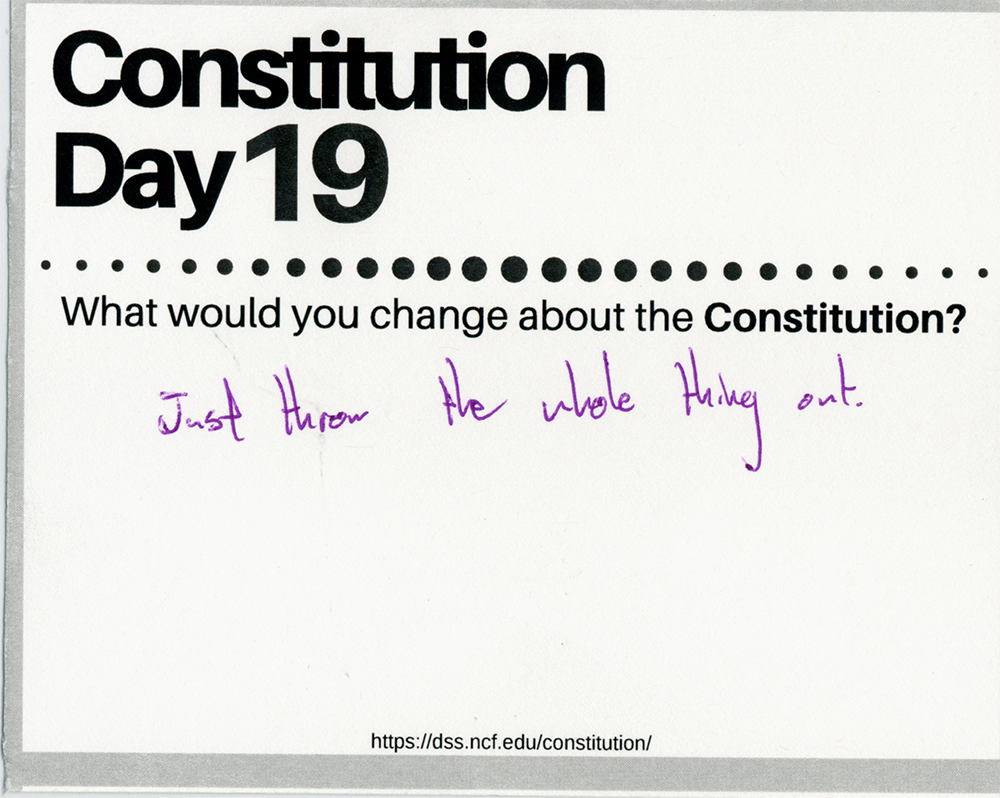 Constitution
Day 19
What would you change about the Constitution?
Just throw the whole thing out.
https://dss.ncf.edu/constitution/